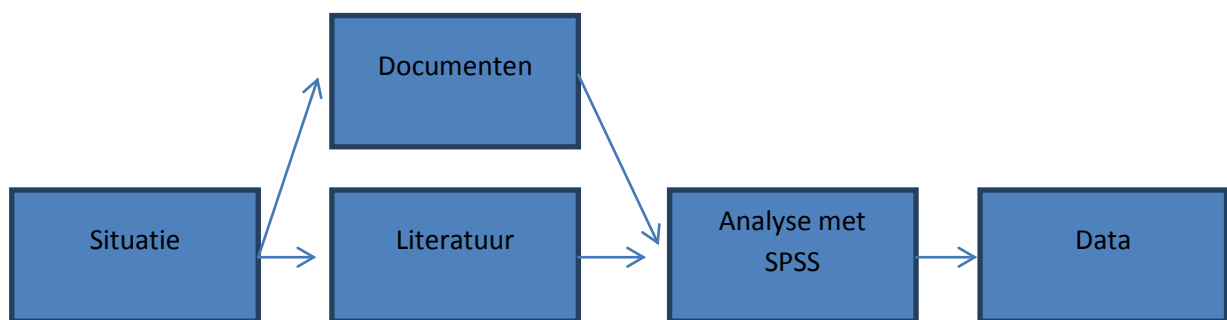 Documenten
Situatie
Literatuur
Analyse met
SPSS
Data